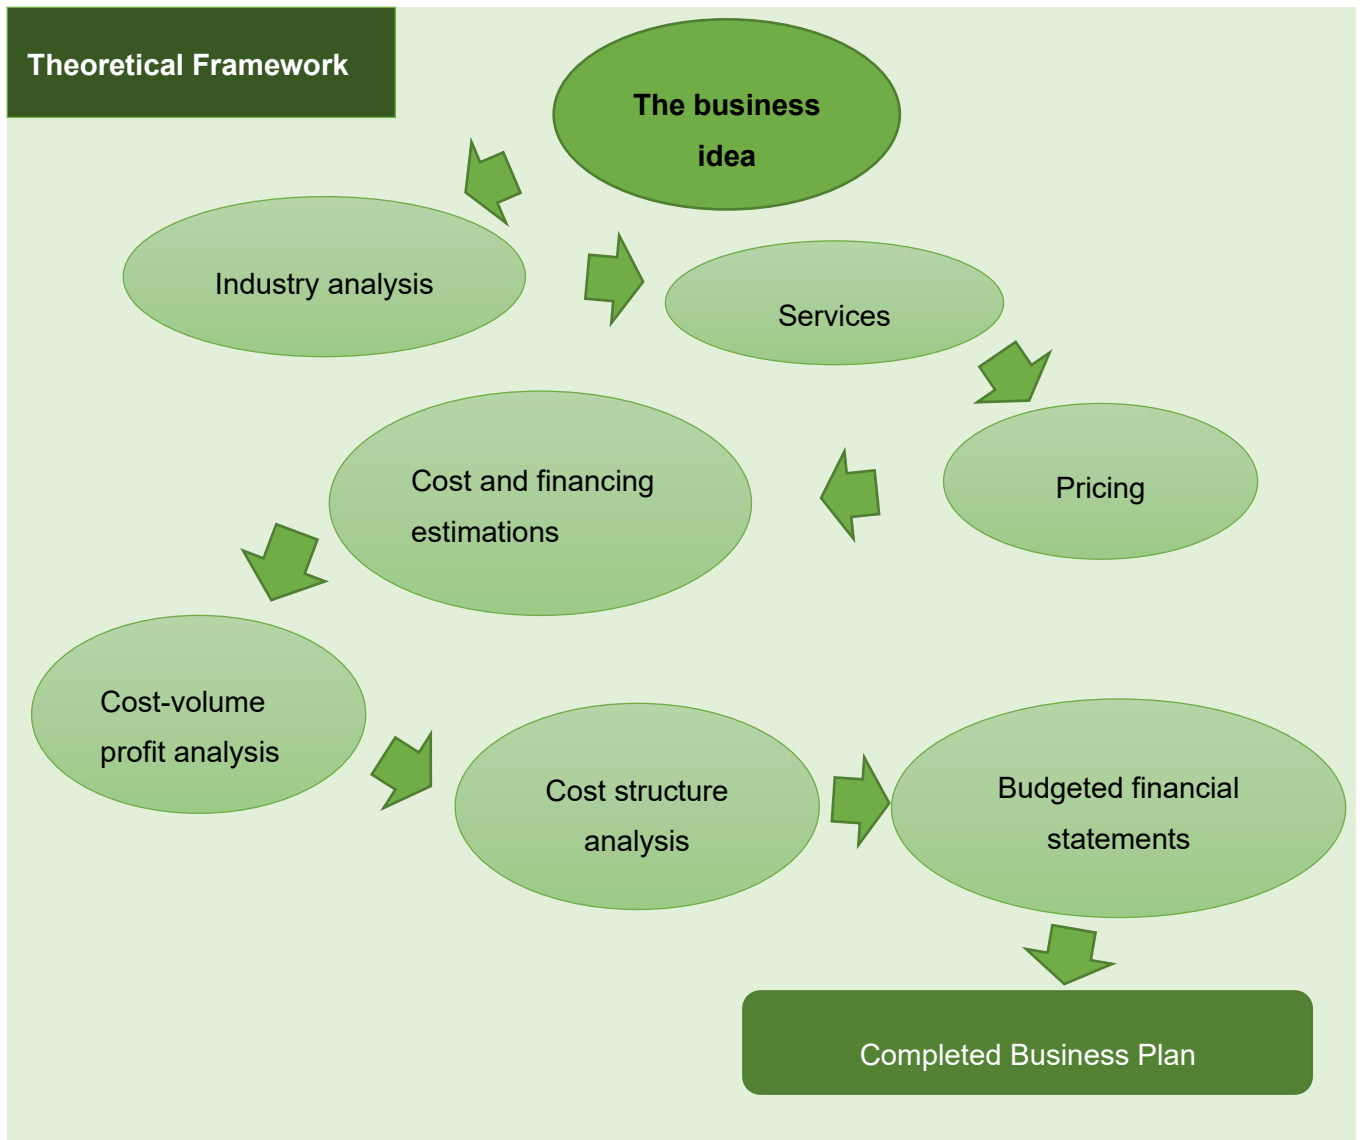 Theoretical Framework
The business
idea
Industry analysis
Services
Pricing
Cost and financing
estimations
Cost-volume
profit analysis
Cost structure
analysis
Budgeted financial
statements
Completed Business Plan